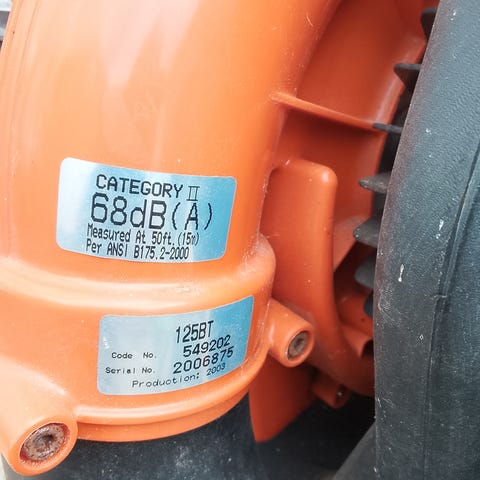 CATEGORY II
68dB(A)
Measured At 50ft.(15m)
Per ANSI B175.2-2000
125BT
Code No. 549202
Serial No. 2006875
Production: 2003